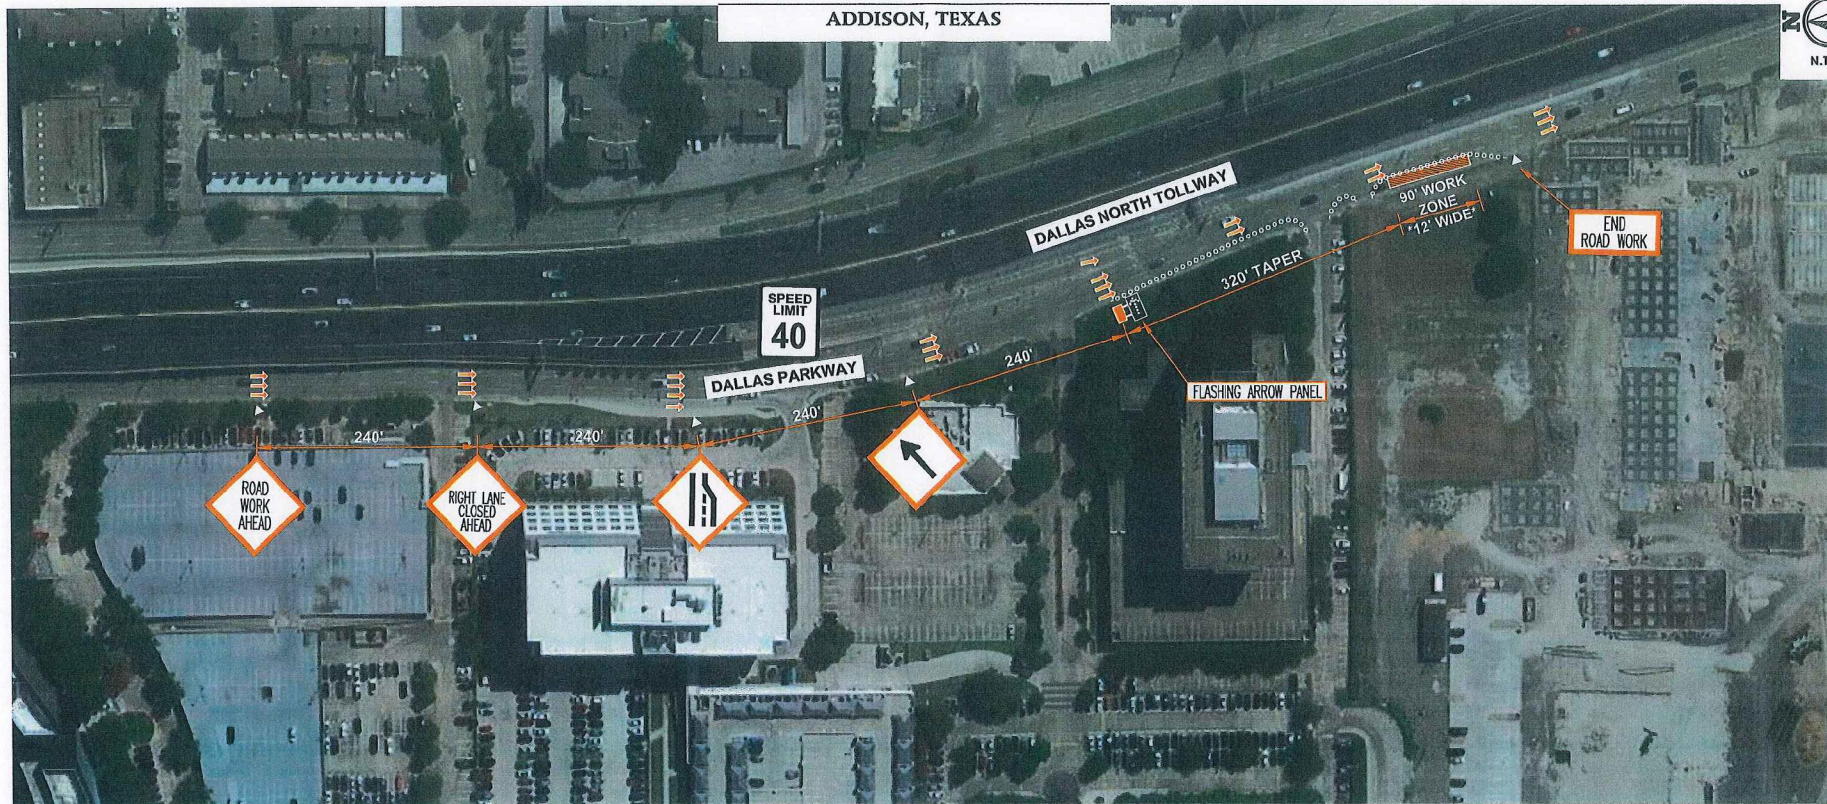 ADDISON, TEXAS
N
DALLAS NORTH TOLLWAY
90' WORK
ZONE
*12' WIDE*
END
ROAD WORK
320' TAPER
SPEED
LIMIT
40
DALLAS PARKWAY
240'
FLASHING ARROW PANEL
240'
240'
240'
ROAD
WORK
AHEAD
RIGHT LANE
CLOSED
AHEAD